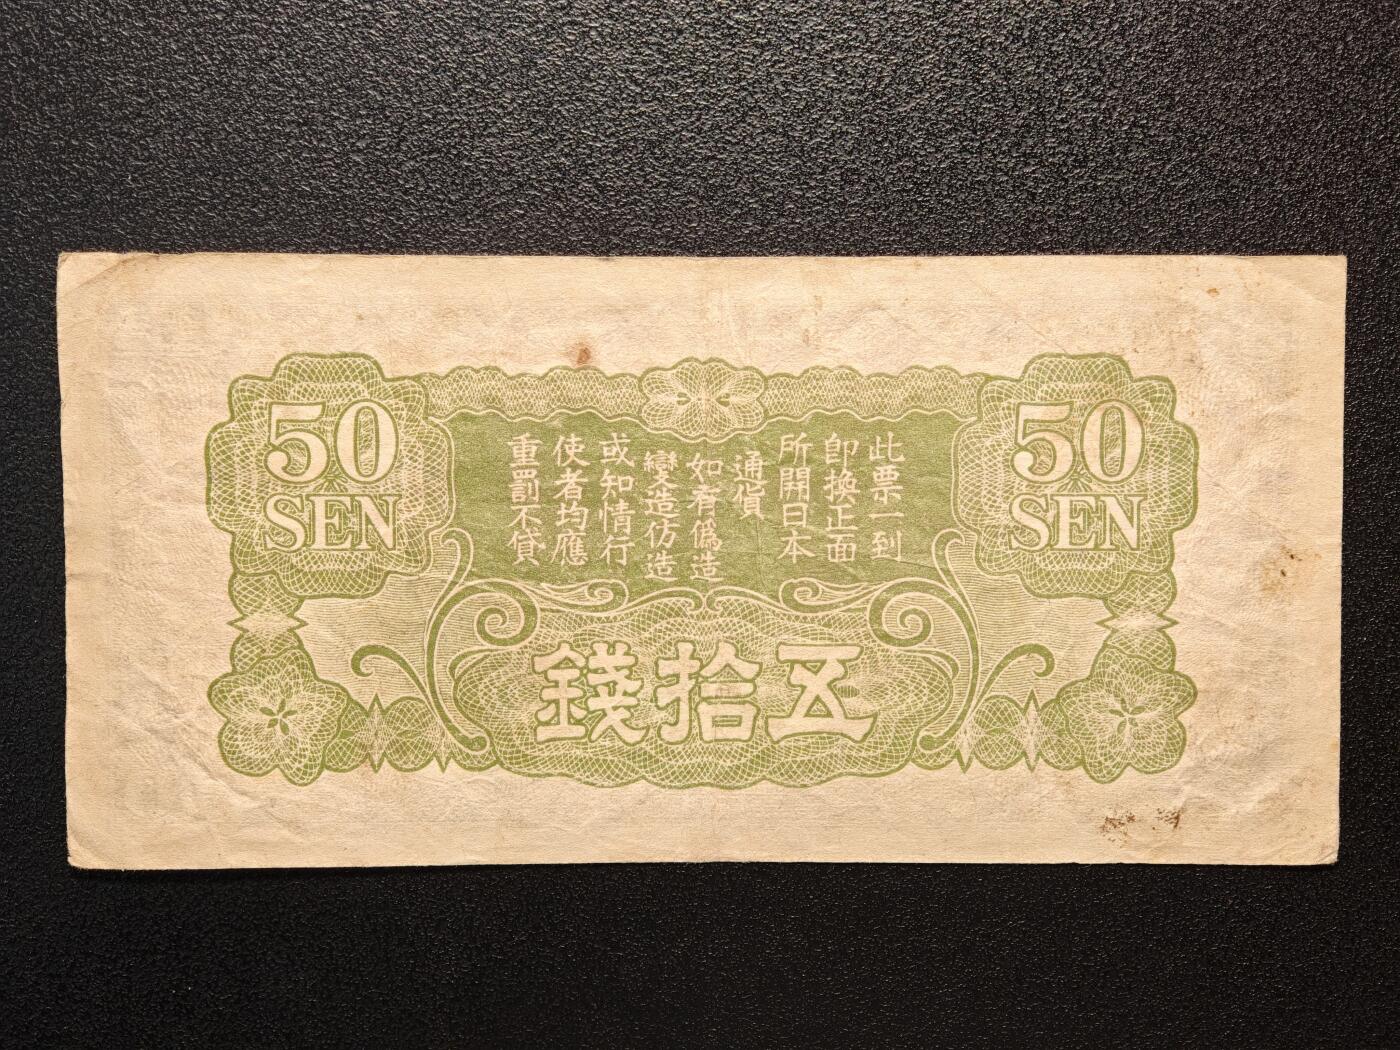 50
SEN
50
SEN
此票一到
卽換正面
所開日本
通貨
如有僞造
變造仿造
或知情行
使者均應
重罰不貸
五拾錢